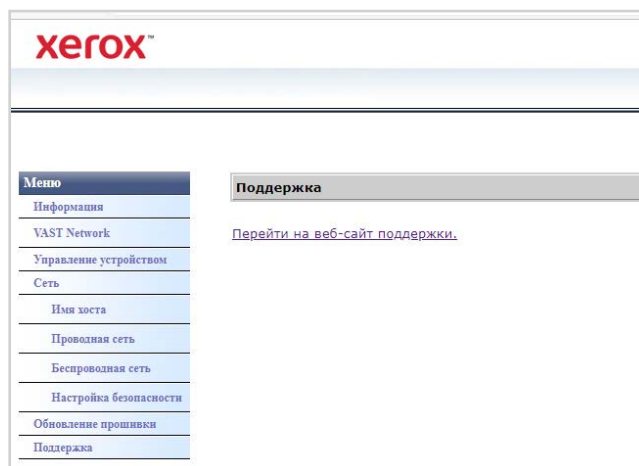 xerox™
Меню
Информация
VAST Network
Управление устройством
Сеть
Имя хоста
Проводная сеть
Беспроводная сеть
Настройка безопасности
Обновление прошивки
Поддержка
Поддержка
Перейти на веб-сайт поддержки.